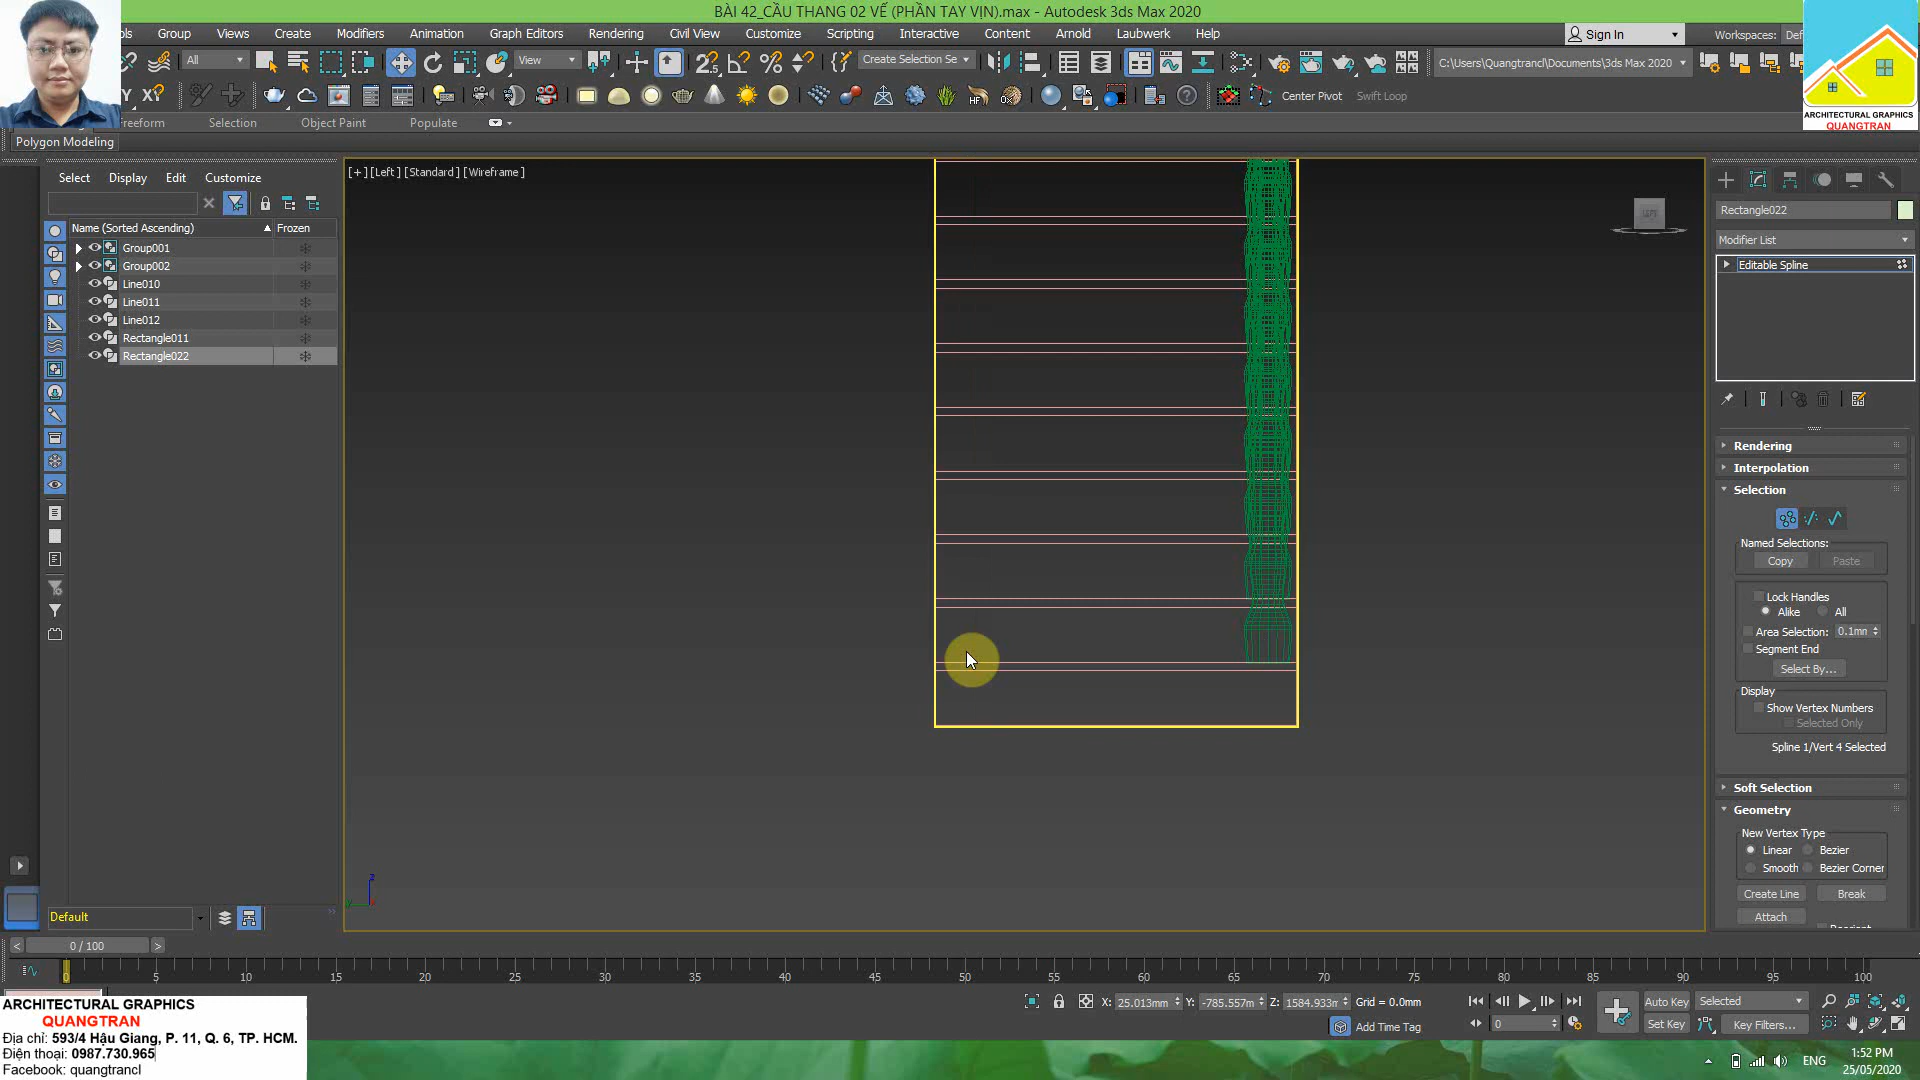 BÀI 42_CẦU THANG 02 VẾ (PHẦN TAY VỊN).max - Autodesk 3ds Max 2020
Group Views Create Modifiers Animation Graph Editors Rendering Civil View Customize Scripting Interactive Content Arnold Laubwerk Help
Sign In
Workspaces:
All
View
Create Selection Se
C:\Users\Quangtrancl\Documents\3ds Max 2020
Center Pivot Swift Loop
Selection Object Paint Populate
Polygon Modeling
ARCHITECTURAL GRAPHICS
QUANGTRAN
Select Display Edit Customize
Name (Sorted Ascending) Frozen
Group001
Group002
Line010
Line011
Line012
Rectangle011
Rectangle022
[+] [Left] [Standard] [Wireframe]
Rectangle022
Modifier List
Editable Spline
Rendering
Interpolation
Selection
Named Selections:
Copy Paste
Lock Handles
Alike All
Area Selection: 0.1mn
Segment End
Select By...
Display
Show Vertex Numbers
Selected Only
Spline 1/Vert 4 Selected
Soft Selection
Geometry
New Vertex Type
Linear Bezier
Smooth Bezier Corner
Create Line Break
Attach
Default
0 / 100
0 5 10 15 20 25 30 35 40 45 50 55 60 65 70 75 80 85 90 95 100
X: 25.013mm Y: -785.557m Z: 1584.933m Grid = 0.0mm
Add Time Tag
0
Auto Key Selected
Set Key Key Filters...
ARCHITECTURAL GRAPHICS
QUANGTRAN
Địa chỉ: 593/4 Hậu Giang, P. 11, Q. 6, TP. HCM.
Điện thoại: 0987.730.965
Facebook: quangtrancl
ENG
1:52 PM
25/05/2020